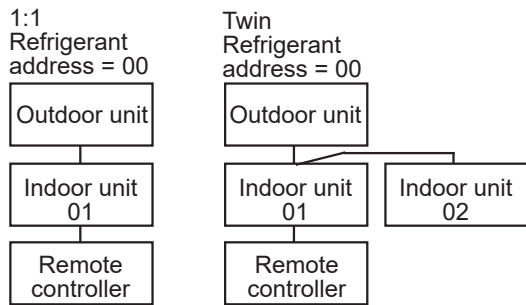 1:1
Refrigerant
address = 00
Outdoor unit
Indoor unit
01
Remote
controller
Twin
Refrigerant
address = 00
Outdoor unit
Indoor unit
01
Indoor unit
02
Remote
controller